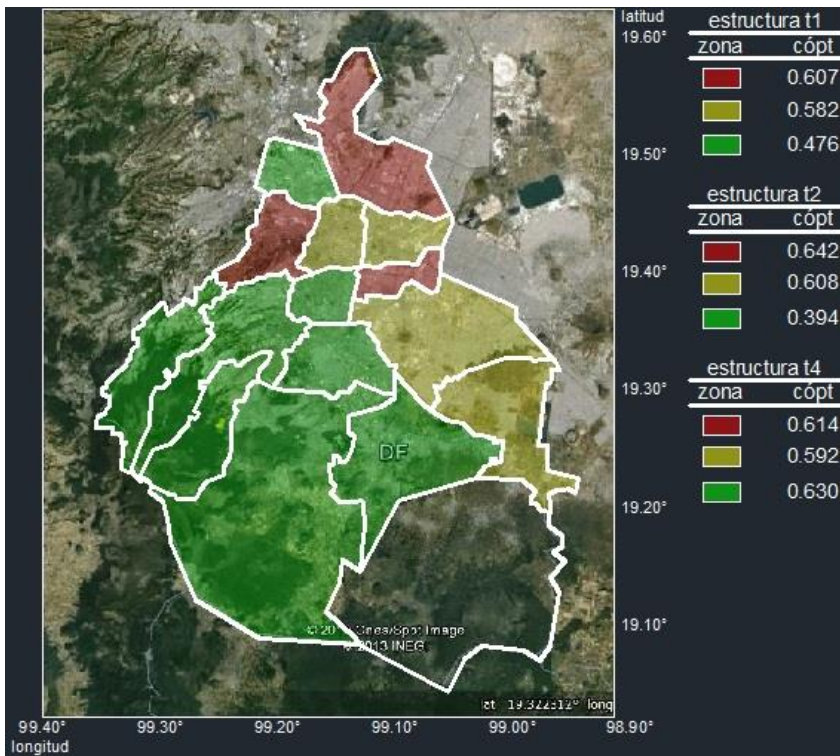 latitud
19.60°
19.50°
19.40°
19.30°
19.20°
19.10°
estructura t1
zona cópt
0.607
0.582
0.476
estructura t2
zona cópt
0.642
0.608
0.394
estructura t4
zona cópt
0.614
0.592
0.630
DF
© 20 Cnes/Spot Image
© 2013 INEG
lat 19.322312° long
99.40° 99.30° 99.20° 99.10° 99.00° 98.90°
longitud